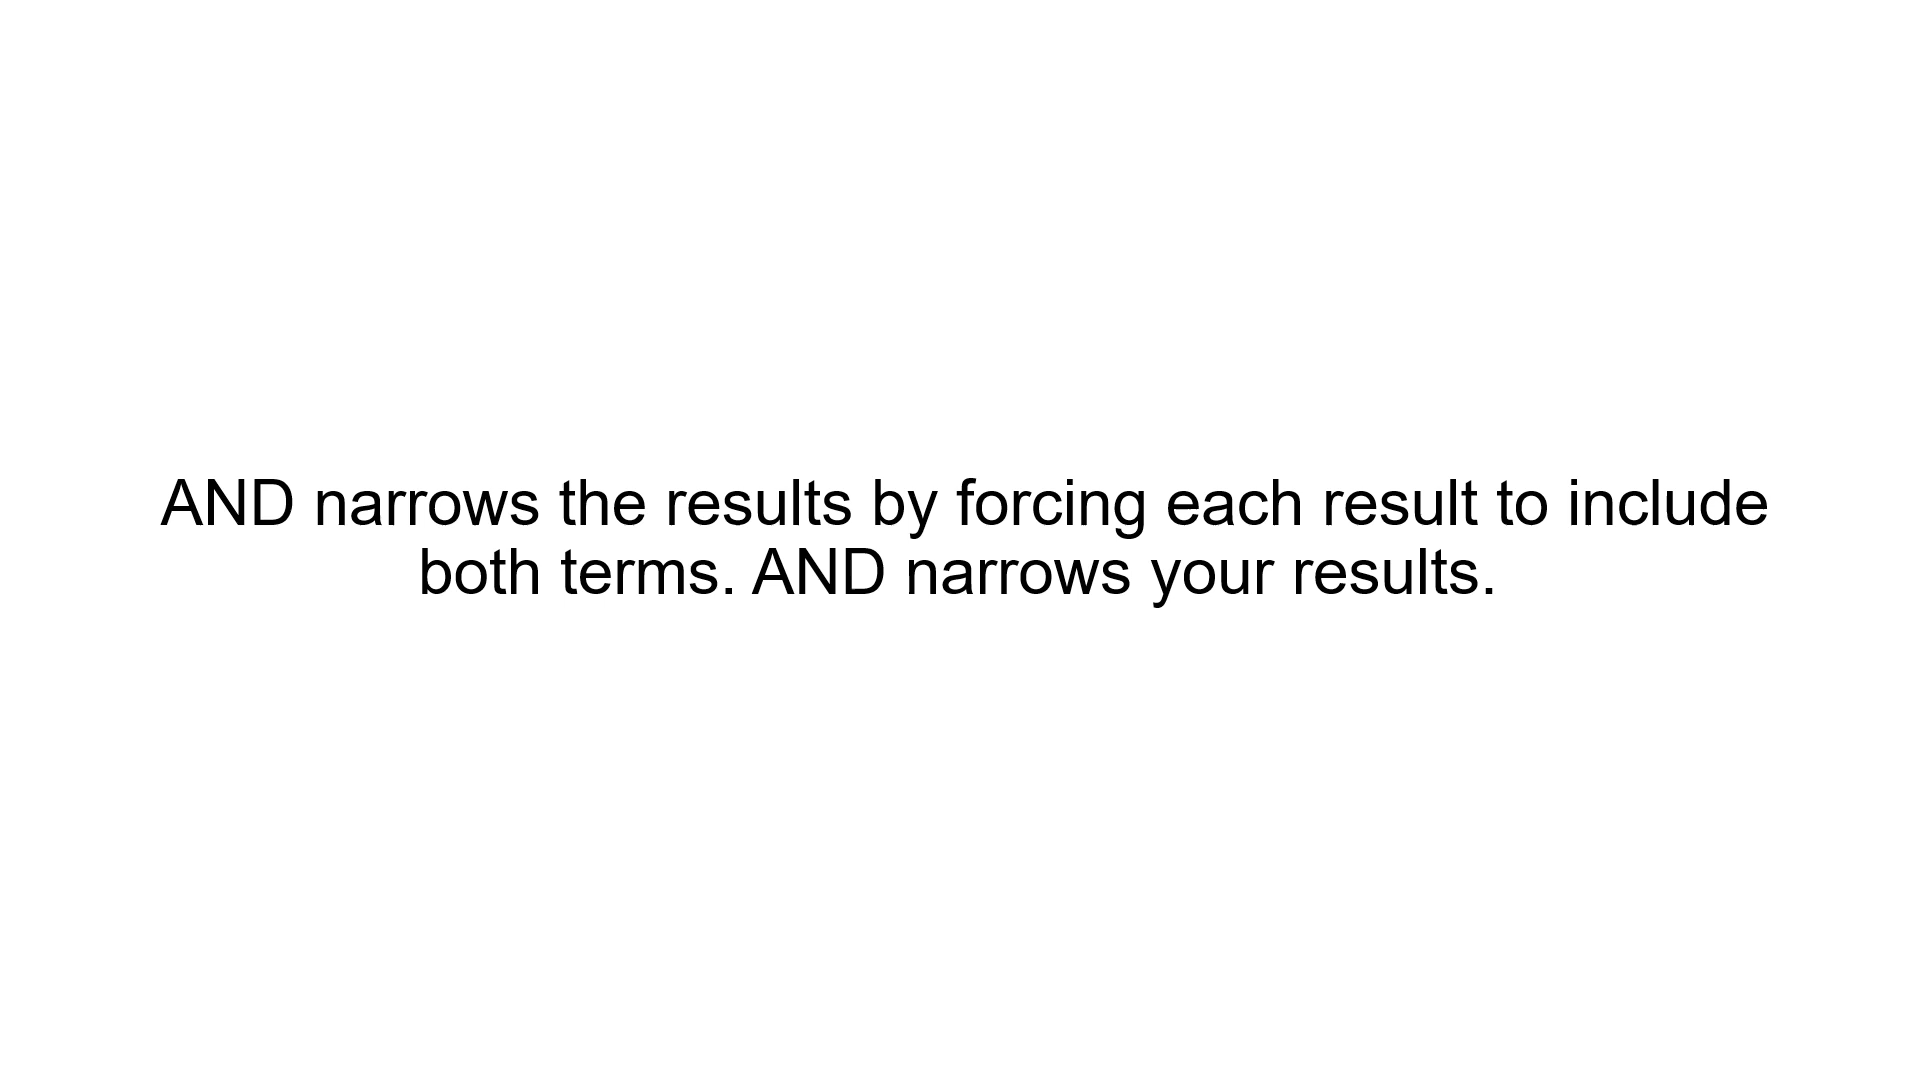 AND narrows the results by forcing each result to include
both terms. AND narrows your results.